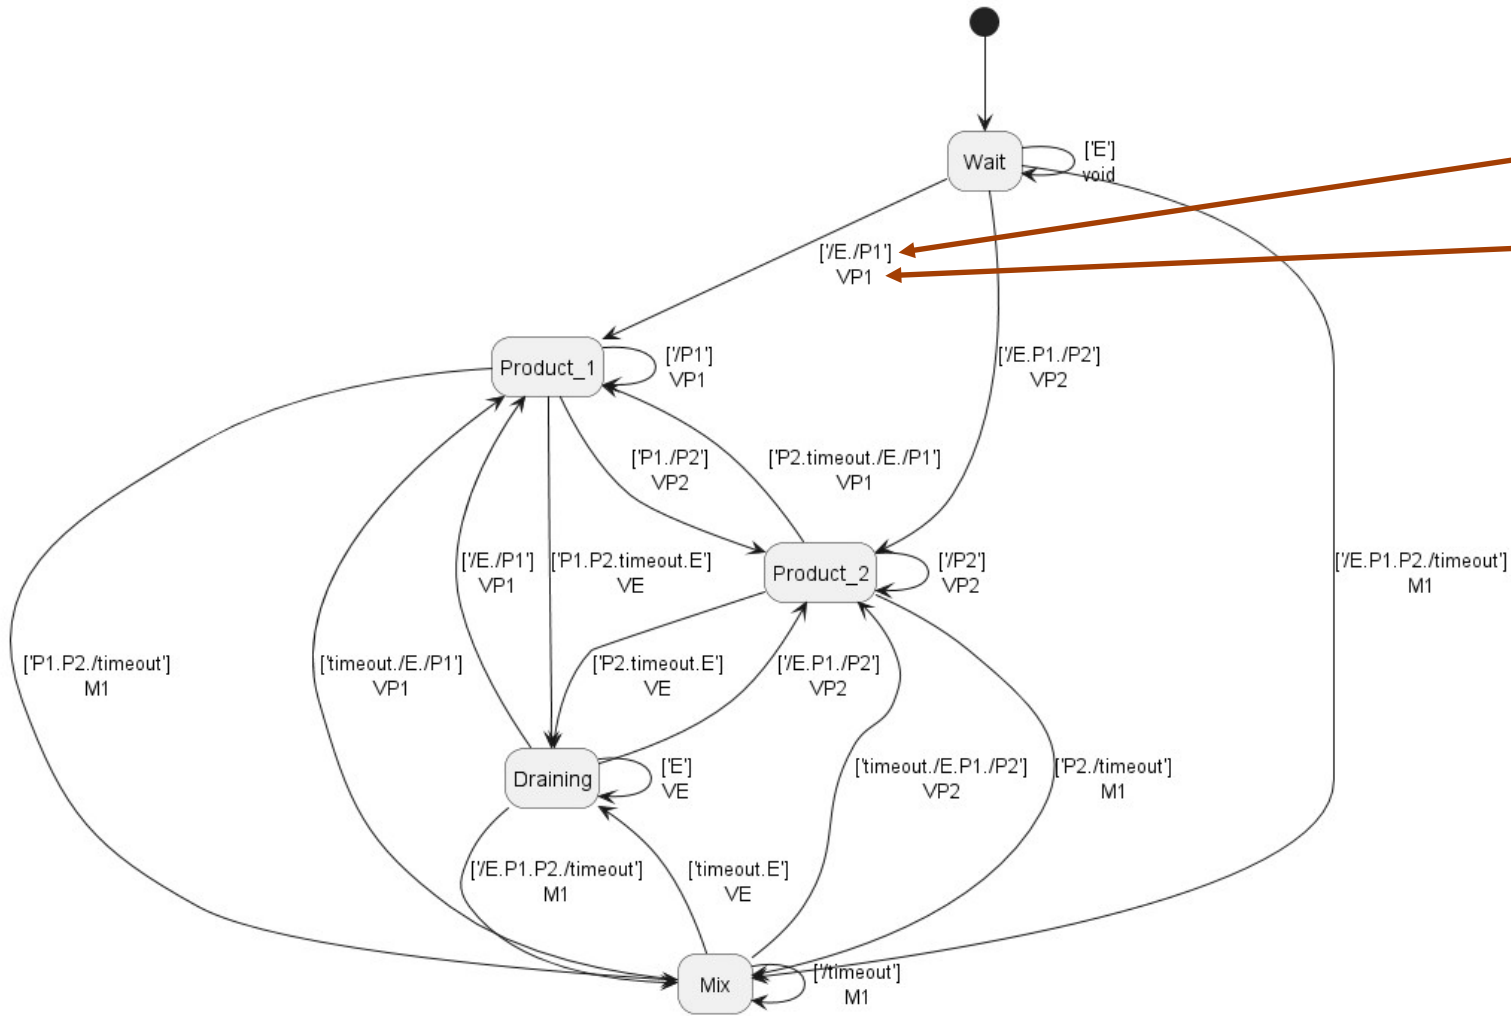 Wait
['E']
void
['/E./P1']
VP1
Product_1
['/P1']
VP1
['/E.P1./P2']
VP2
['P1./P2']
VP2
['P2.timeout./E./P1']
VP1
['/E./P1']
VP1
['P1.P2.timeout.E']
VE
Product_2
['/P2']
VP2
['/E.P1.P2./timeout']
M1
['P1.P2./timeout']
M1
['timeout./E./P1']
VP1
['P2.timeout.E']
VE
['/E.P1./P2']
VP2
Draining
['E']
VE
['timeout./E.P1./P2']
VP2
['P2./timeout']
M1
['/E.P1.P2./timeout']
M1
['timeout.E']
VE
Mix
['/timeout']
M1